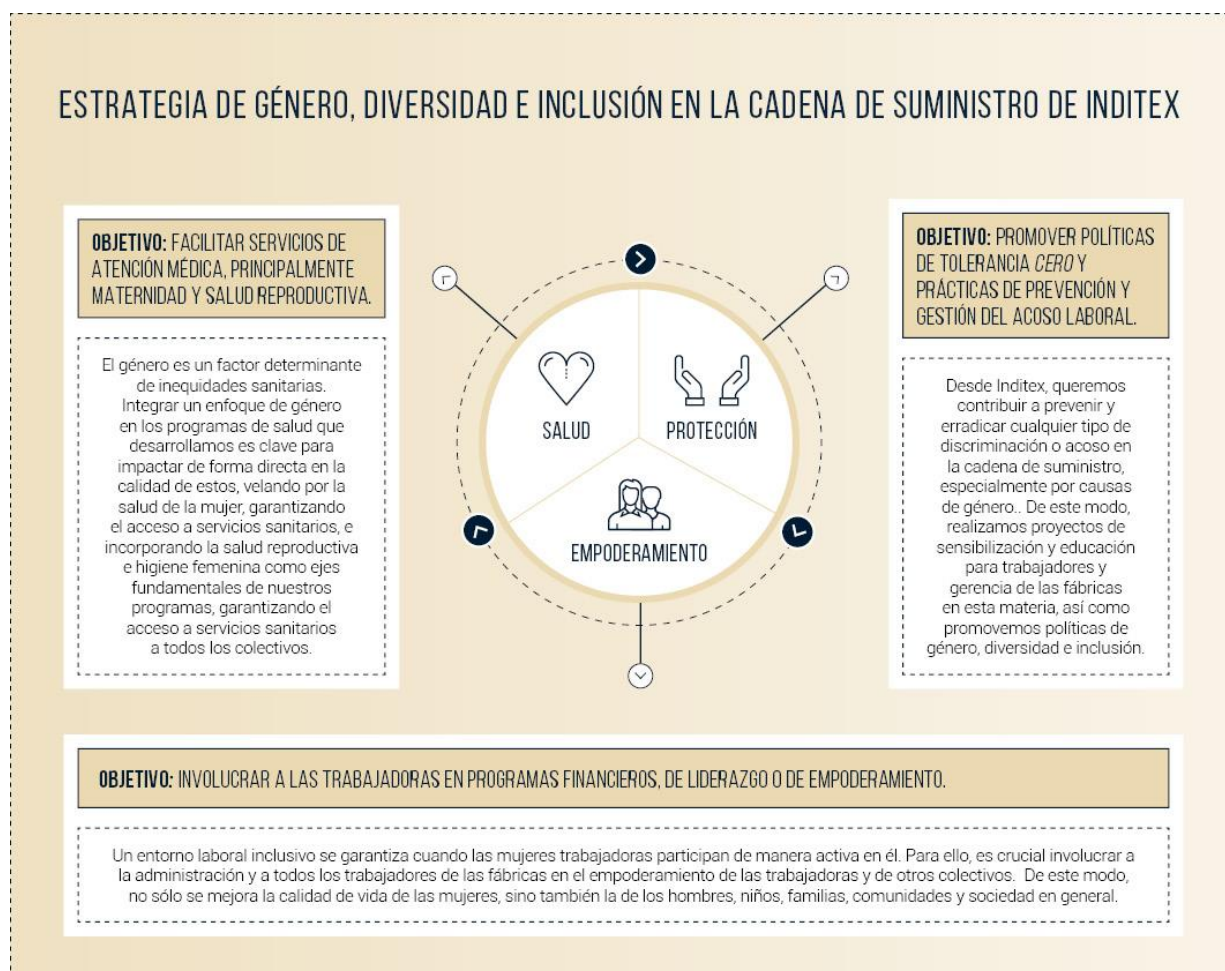 ESTRATEGIA DE GÉNERO, DIVERSIDAD E INCLUSIÓN EN LA CADENA DE SUMINISTRO DE INDITEX
OBJETIVO: FACILITAR SERVICIOS DE
ATENCIÓN MÉDICA, PRINCIPALMENTE
MATERNIDAD Y SALUD REPRODUCTIVA.
El género es un factor determinante
de inequidades sanitarias.
Integrar un enfoque de género
en los programas de salud que
desarrollamos es clave para
impactar de forma directa en la
calidad de estos, velando por la
salud de la mujer, garantizando
el acceso a servicios sanitarios, e
incorporando la salud reproductiva
e higiene femenina como ejes
fundamentales de nuestros
programas, garantizando el
acceso a servicios sanitarios
a todos los colectivos.
SALUD
PROTECCIÓN
EMPODERAMIENTO
OBJETIVO: PROMOVER POLÍTICAS
DE TOLERANCIA CERO Y
PRÁCTICAS DE PREVENCIÓN Y
GESTIÓN DEL ACOSO LABORAL.
Desde Inditex, queremos
contribuir a prevenir y
erradicar cualquier tipo de
discriminación o acoso en
la cadena de suministro,
especialmente por causas
de género.. De este modo,
realizamos proyectos de
sensibilización y educación
para trabajadores y
gerencia de las fábricas
en esta materia, así como
promovemos políticas de
género, diversidad e inclusión.
OBJETIVO: INVOLUCRAR A LAS TRABAJADORAS EN PROGRAMAS FINANCIEROS, DE LIDERAZGO O DE EMPODERAMIENTO.
Un entorno laboral inclusivo se garantiza cuando las mujeres trabajadoras participan de manera activa en él. Para ello, es crucial involucrar a
la administración y a todos los trabajadores de las fábricas en el empoderamiento de las trabajadoras y de otros colectivos. De este modo,
no sólo se mejora la calidad de vida de las mujeres, sino también la de los hombres, niños, familias, comunidades y sociedad en general.